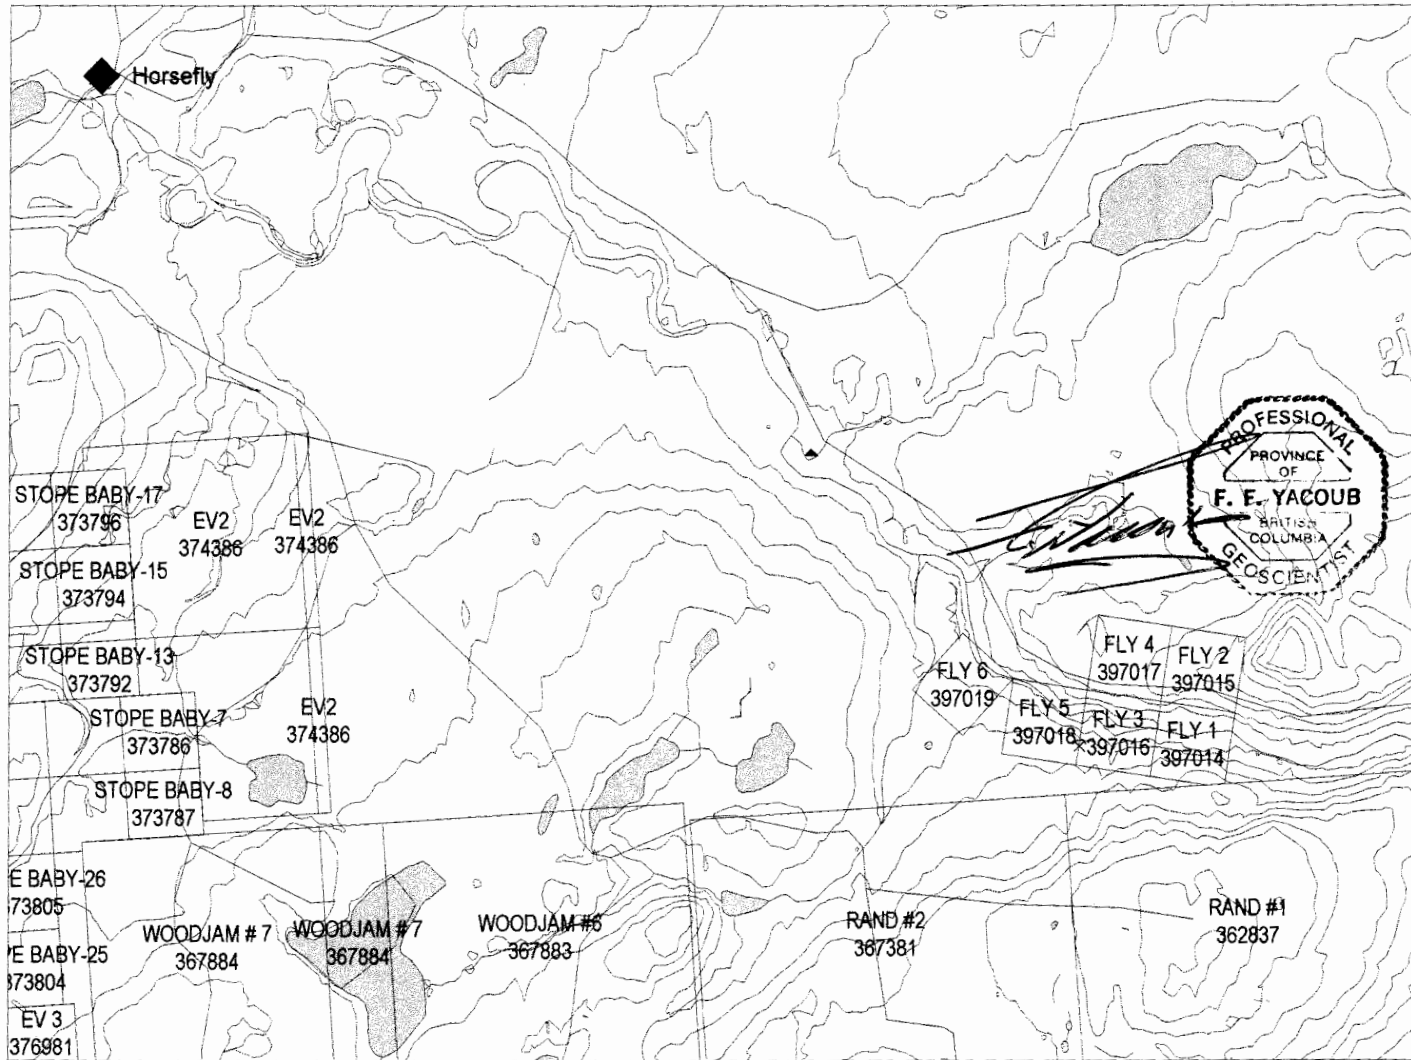 Horsefly
PROFESSIONAL
PROVINCE
OF
F. F. YACOUB
BRITISH
COLUMBIA
GEOSCIENTIST
STOPE BABY-17
373796
EV2
374386
EV2
374386
STOPE BABY-15
373794
STOPE BABY-13
373792
STOPE BABY-7
373786
EV2
374386
STOPE BABY-8
373787
FLY 6
397019
FLY 4
397017
FLY 2
397015
FLY 5
397018
FLY 3
397016
FLY 1
397014
E BABY-26
73805
WOODJAM # 7
367884
WOODJAM # 7
367884
WOODJAM #6
367883
RAND #2
367381
RAND #1
362837
PE BABY-25
373804
EV 3
376981